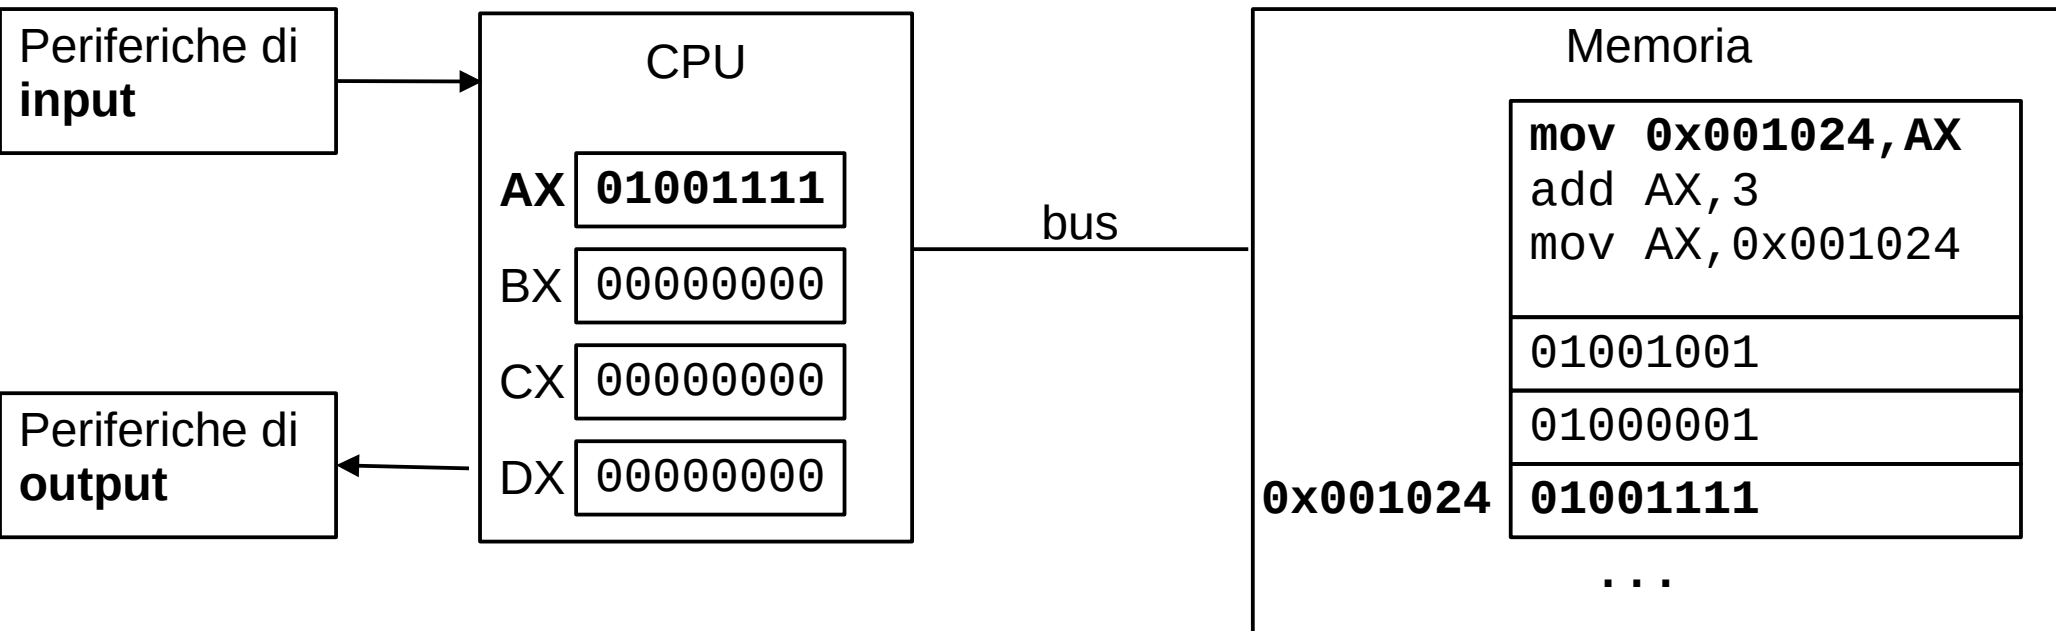 Periferiche di
input
CPU
AX 01001111
BX 00000000
CX 00000000
DX 00000000
Periferiche di
output
bus
Memoria
mov 0x001024,AX
add AX,3
mov AX,0x001024
01001001
01000001
0x001024 01001111
...